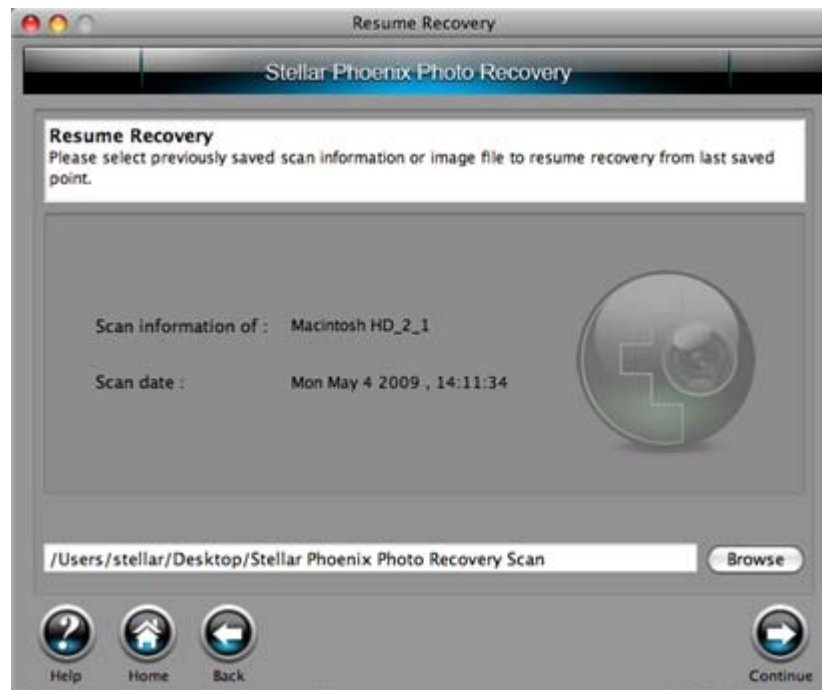 Resume Recovery
Stellar Phoenix Photo Recovery
Resume Recovery
Please select previously saved scan information or image file to resume recovery from last saved
point.
Scan information of : Macintosh HD_2_1
Scan date : Mon May 4 2009 , 14:11:34
/Users/stellar/Desktop/Stellar Phoenix Photo Recovery Scan Browse
Help Home Back Continue